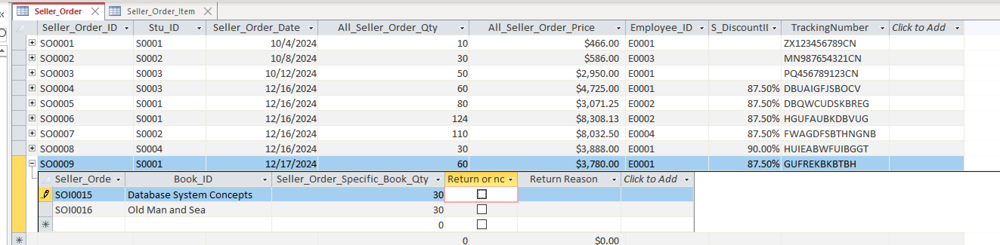 Seller_Order Seller_Order_Item
Seller_Order_ID Stu_ID Seller_Order_Date All_Seller_Order_Qty All_Seller_Order_Price Employee_ID S_DiscountID TrackingNumber Click to Add
SO0001 S0001 10/4/2024 10 $466.00 E0001 ZX123456789CN
SO0002 S0002 10/8/2024 30 $586.00 E0003 MN987654321CN
SO0003 S0003 10/12/2024 50 $2,950.00 E0001 PQ456789123CN
SO0004 S0003 12/16/2024 60 $4,725.00 E0001 87.50% DBUAIGFJSBOCV
SO0005 S0001 12/16/2024 80 $3,071.25 E0002 87.50% DBQWCUDSKBREG
SO0006 S0001 12/16/2024 124 $8,308.13 E0002 87.50% HGUFAUBKDBVUG
SO0007 S0002 12/16/2024 110 $8,032.50 E0004 87.50% FWAGDFSBTHNGNB
SO0008 S0004 12/16/2024 30 $3,888.00 E0001 90.00% HUIEABWFUIBGGT
SO0009 S0001 12/17/2024 60 $3,780.00 E0001 87.50% GUFREKBKBTBH
Seller_Orde Book_ID Seller_Order_Specific_Book_Qty Return or nc Return Reason Click to Add
SOI0015 Database System Concepts 30
SOI0016 Old Man and Sea 30
0
0 $0.00